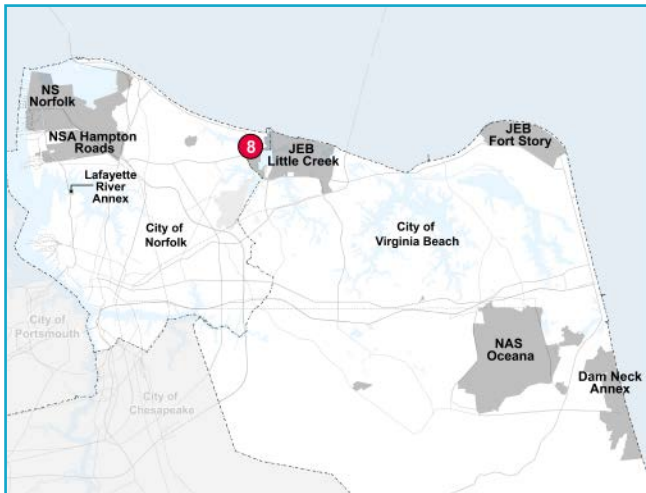 NS
Norfolk
NSA Hampton
Roads
Lafayette
River
Annex
City of
Norfolk
8
JEB
Little Creek
JEB
Fort Story
City of
Virginia Beach
City of
Portsmouth
City of
Chesapeake
NAS
Oceana
Dam Neck
Annex